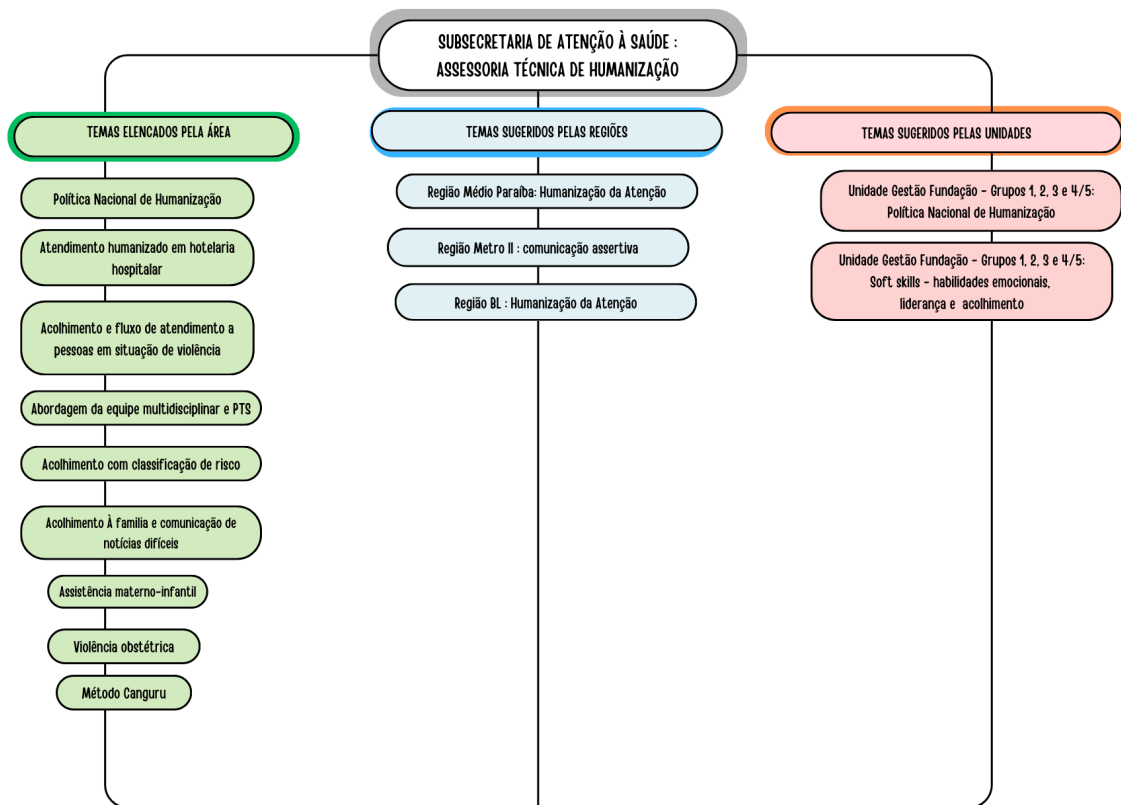 SUBSECRETARIA DE ATENÇÃO À SAÚDE :
ASSESSORIA TÉCNICA DE HUMANIZAÇÃO
TEMAS ELENCADOS PELA ÁREA
Política Nacional de Humanização
Atendimento humanizado em hotelaria
hospitalar
Acolhimento e fluxo de atendimento a
pessoas em situação de violência
Abordagem da equipe multidisciplinar e PTS
Acolhimento com classificação de risco
Acolhimento À familia e comunicação de
notícias difíceis
Assistência materno-infantil
Violência obstétrica
Método Canguru
TEMAS SUGERIDOS PELAS REGIÕES
Região Médio Paraíba: Humanização da Atenção
Região Metro II : comunicação assertiva
Região BL : Humanização da Atenção
TEMAS SUGERIDOS PELAS UNIDADES
Unidade Gestão Fundação - Grupos 1, 2, 3 e 4/5:
Política Nacional de Humanização
Unidade Gestão Fundação - Grupos 1, 2, 3 e 4/5:
Soft skills - habilidades emocionais,
liderança e acolhimento